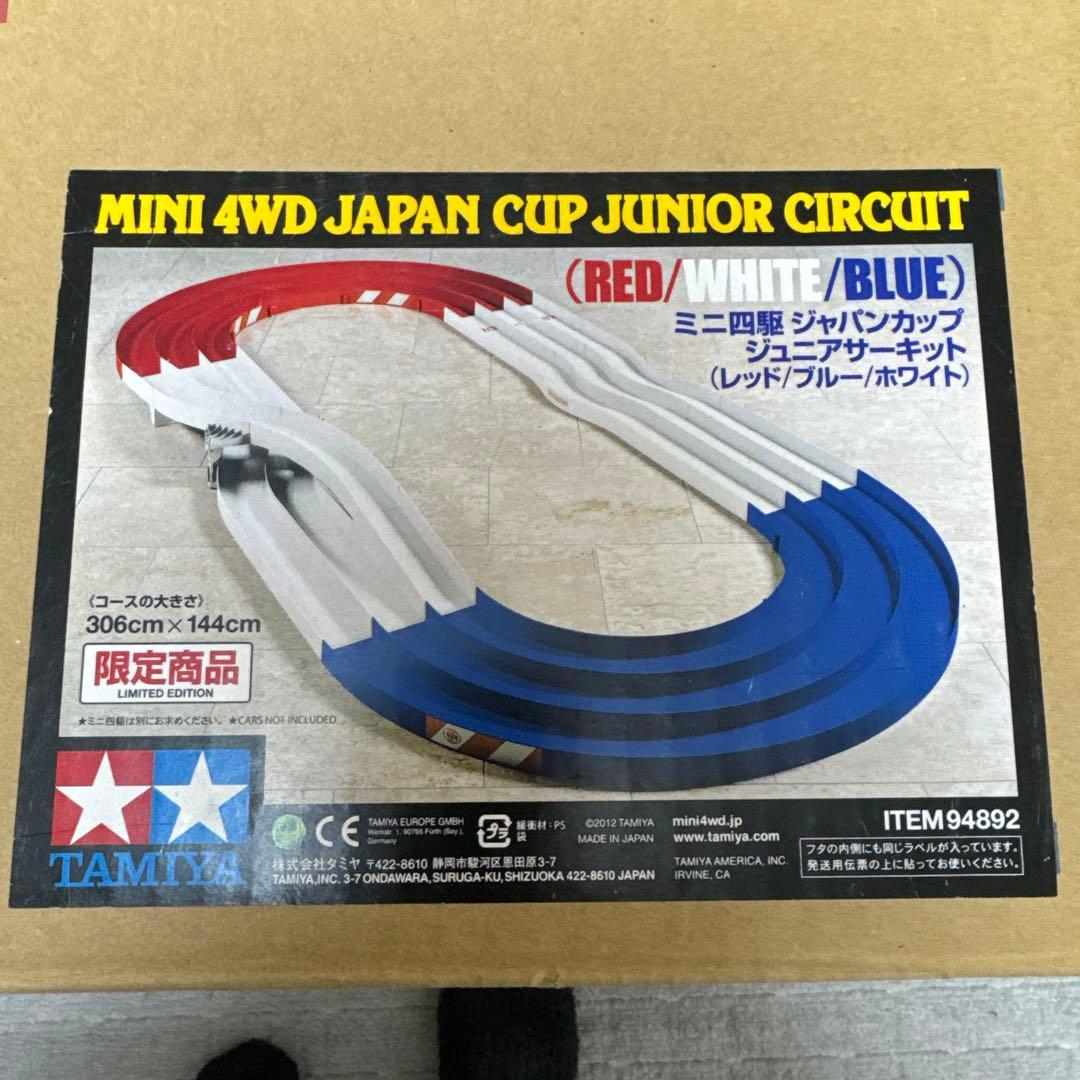 MINI 4WD JAPAN CUP JUNIOR CIRCUIT
(RED/WHITE/BLUE)
ミニ四駆 ジャパンカップ
ジュニアサーキット
(レッド/ブルー/ホワイト)
《コースの大きさ》
306cm×144cm
限定商品
LIMITED EDITION
★ミニ四駆は別にお求めください。★CARS NOT INCLUDED
TAMIYA
CE
TAMIYA EUROPE GMBH
Werkstr. 1. 90765 Fürth (Bay.),
Germany
プラ
緩衝材:PS
袋
©2012 TAMIYA
MADE IN JAPAN
mini4wd.jp
www.tamiya.com
TAMIYA AMERICA, INC.
IRVINE, CA
ITEM 94892
フタの内側にも同じラベルが入っています。
発送用伝票の上に貼ってお使いください。
株式会社タミヤ 〒422-8610 静岡市駿河区恩田原3-7
TAMIYA,INC. 3-7 ONDAWARA,SURUGA-KU,SHIZUOKA 422-8610 JAPAN